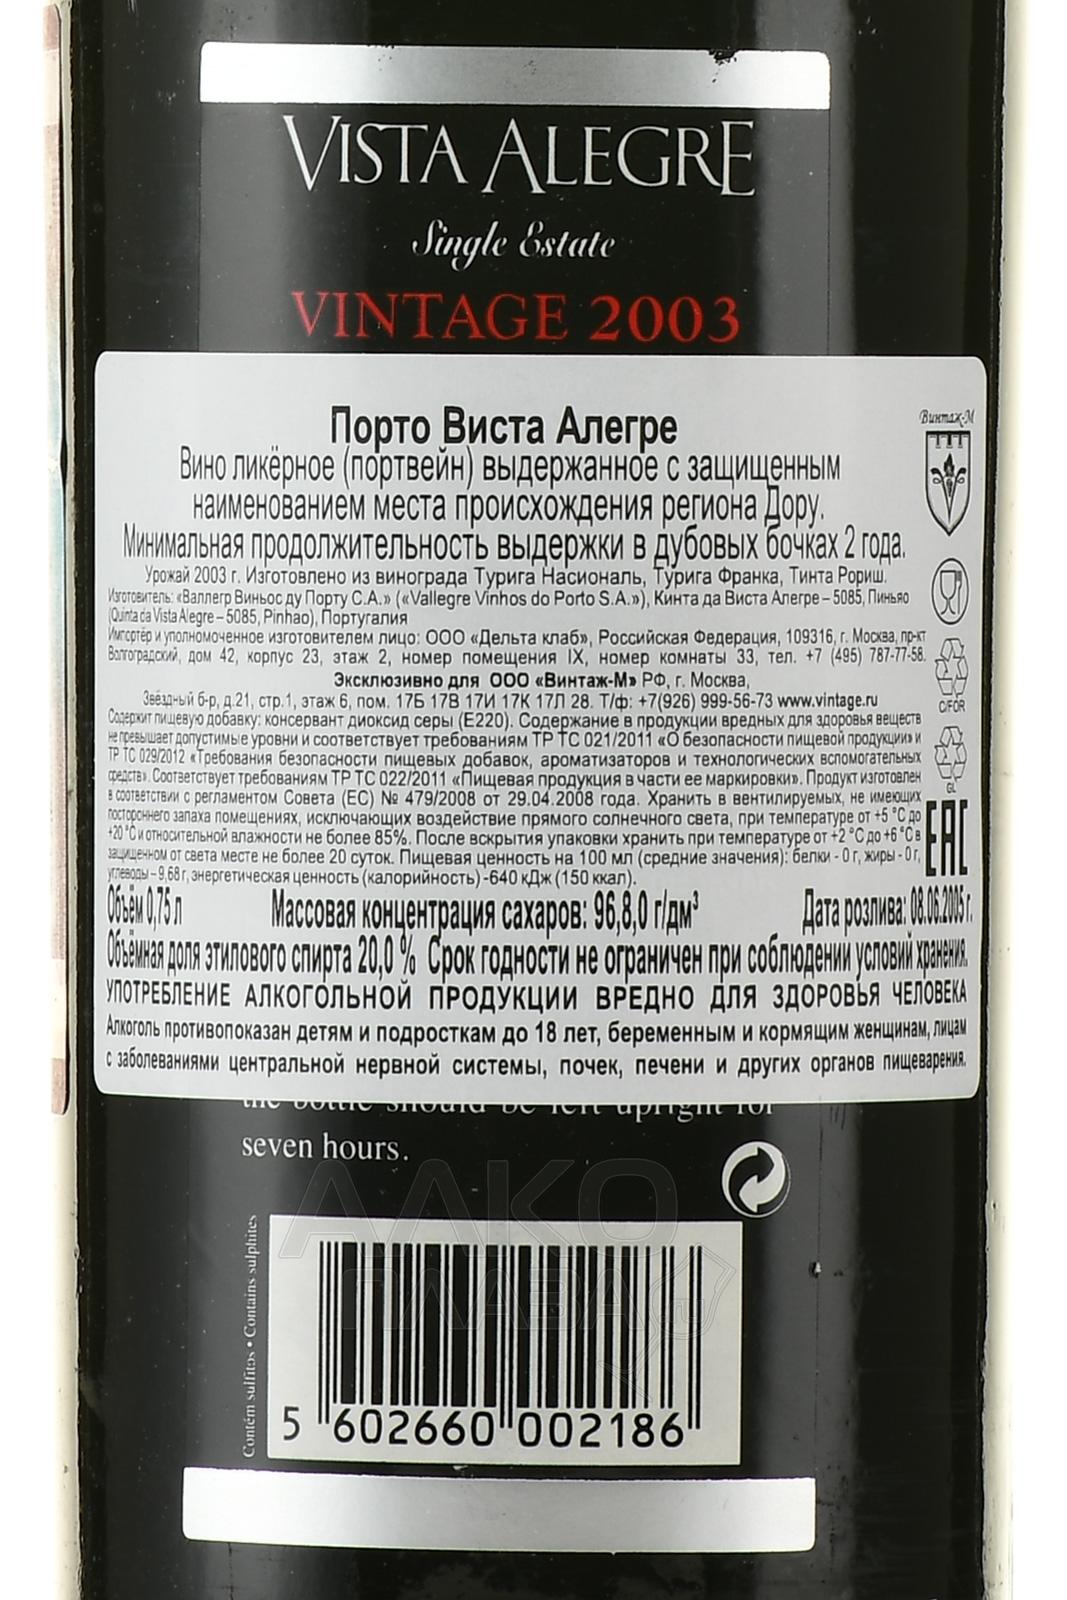 VISTA ALEGRE
Single Estate
VINTAGE 2003
Порто Виста Алегре
Винтаж-М
Вино ликёрное (портвейн) выдержанное с защищенным
наименованием места происхождения региона Дору.
Минимальная продолжительность выдержки в дубовых бочках 2 года.
Урожай 2003 г. Изготовлено из винограда Турига Насиональ, Турига Франка, Тинта Рориш.
Изготовитель: «Валлегр Виньос ду Порту С.А.» («Vallegre Vinhos do Porto S.A.»), Кинта да Виста Алегре – 5085, Пиньяо
(Quinta da Vista Alegre – 5085, Pinhao), Португалия
Импортёр и уполномоченное изготовителем лицо: ООО «Дельта клаб», Российская Федерация, 109316, г. Москва, пр-кт
Волгоградский, дом 42, корпус 23, этаж 2, номер помещения IX, номер комнаты 33, тел. +7 (495) 787-77-58.
Эксклюзивно для ООО «Винтаж-М» РФ, г. Москва,
Звёздный б-р, д.21, стр.1, этаж 6, пом. 17Б 17В 17И 17К 17Л 28. Т/ф: +7(926) 999-56-73 www.vintage.ru
Содержит пищевую добавку: консервант диоксид серы (Е220). Содержание в продукции вредных для здоровья веществ
не превышает допустимые уровни и соответствует требованиям ТР ТС 021/2011 «О безопасности пищевой продукции» и
ТР ТС 029/2012 «Требования безопасности пищевых добавок, ароматизаторов и технологических вспомогательных
средств». Соответствует требованиям ТР ТС 022/2011 «Пищевая продукция в части ее маркировки». Продукт изготовлен
в соответствии с регламентом Совета (ЕС) № 479/2008 от 29.04.2008 года. Хранить в вентилируемых, не имеющих
постороннего запаха помещениях, исключающих воздействие прямого солнечного света, при температуре от +5 °С до
+20 °С и относительной влажности не более 85%. После вскрытия упаковки хранить при температуре от +2 °С до +6 °С в
защищенном от света месте не более 20 суток. Пищевая ценность на 100 мл (средние значения): белки - 0 г, жиры - 0 г,
углеводы – 9,68 г, энергетическая ценность (калорийность) -640 кДж (150 ккал).
C/FOR
GL
EAC
Объём 0,75 л Массовая концентрация сахаров: 96,8,0 г/дм³ Дата розлива: 08.06.2005 г.
Объёмная доля этилового спирта 20,0 % Срок годности не ограничен при соблюдении условий хранения.
УПОТРЕБЛЕНИЕ АЛКОГОЛЬНОЙ ПРОДУКЦИИ ВРЕДНО ДЛЯ ЗДОРОВЬЯ ЧЕЛОВЕКА
Алкоголь противопоказан детям и подросткам до 18 лет, беременным и кормящим женщинам, лицам
с заболеваниями центральной нервной системы, почек, печени и других органов пищеварения.
the bottle should be left upright for
seven hours.
Contém sulfitos • Contains sulphites
АЛКО
ПЛАЗА.ru
5 602660 002186